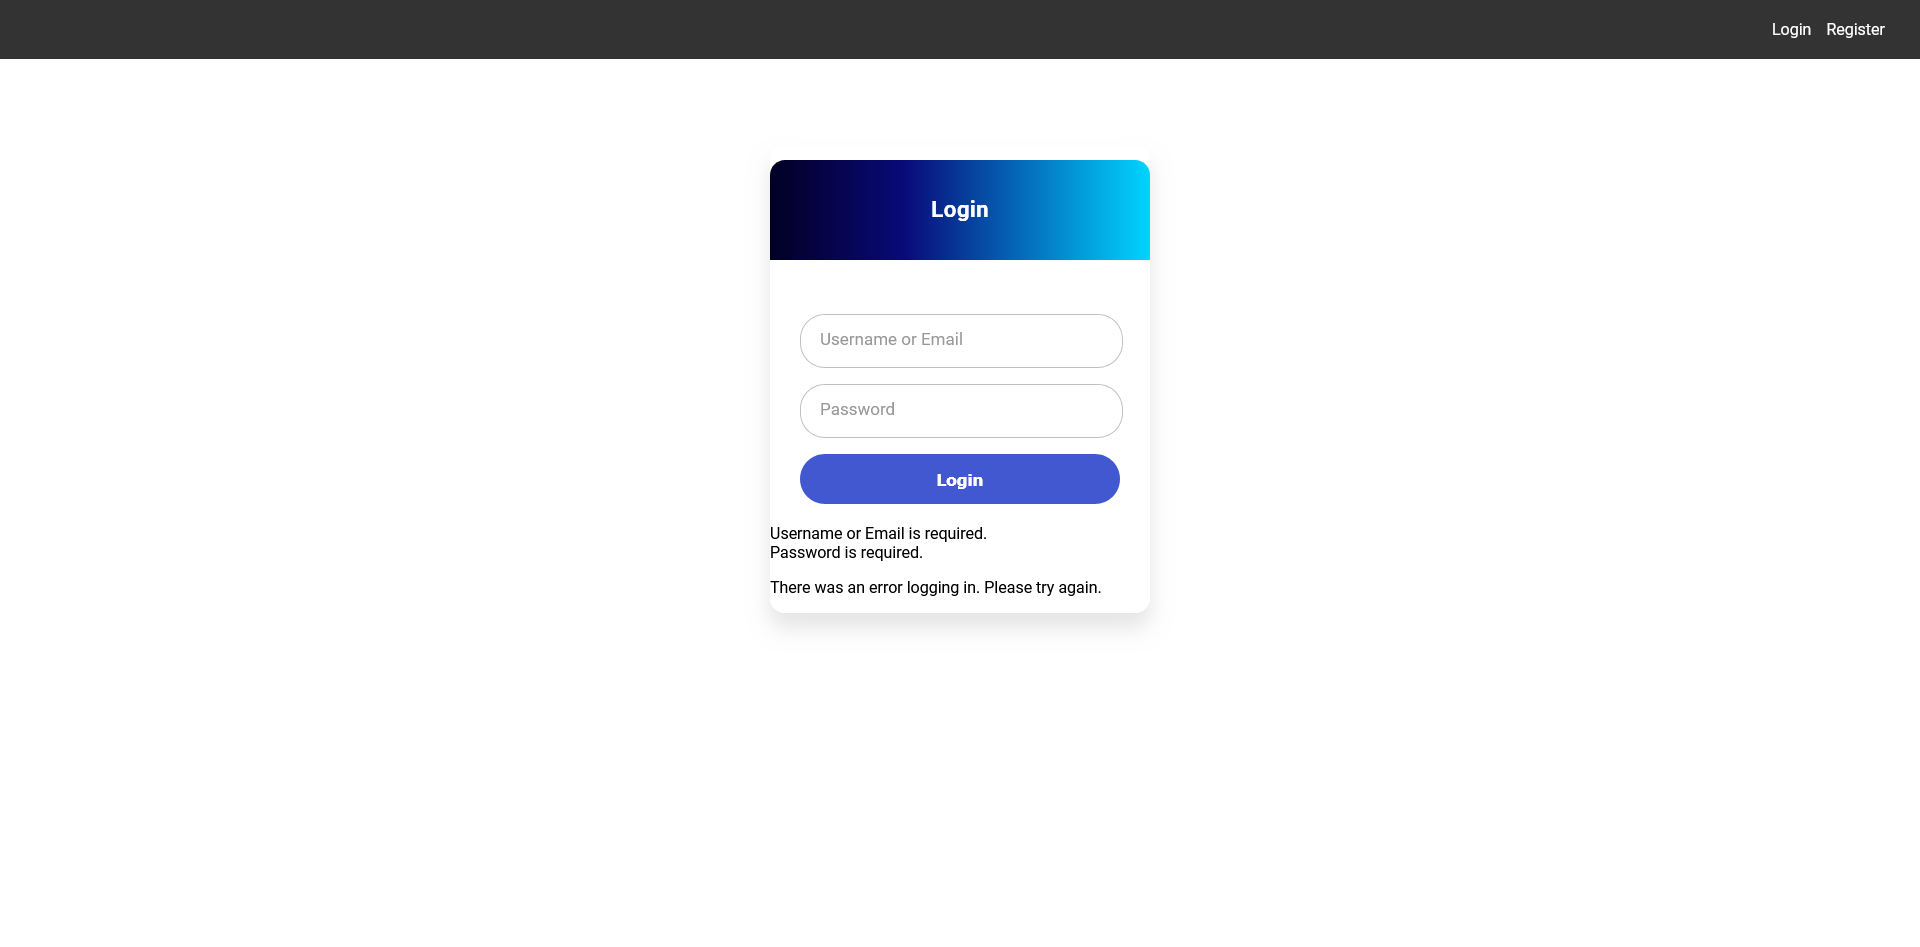 Login Register
Login
Username or Email
Password
Login
Username or Email is required.
Password is required.
There was an error logging in. Please try again.